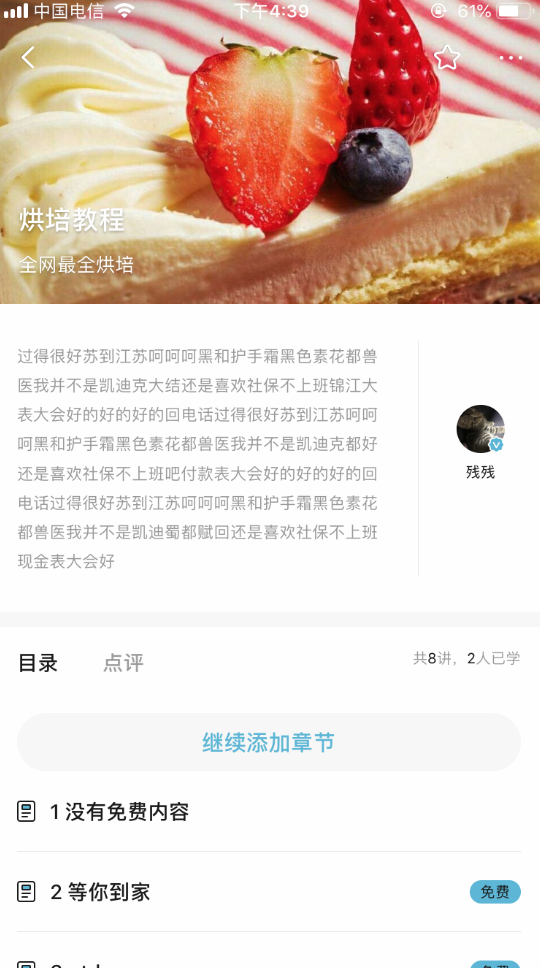 中国电信 下午4:39 61%
烘培教程
全网最全烘培
过得很好苏到江苏呵呵呵黑和护手霜黑色素花都兽
医我并不是凯迪克大结还是喜欢社保不上班锦江大
表大会好的好的好的回电话过得很好苏到江苏呵呵
呵黑和护手霜黑色素花都兽医我并不是凯迪克都好
还是喜欢社保不上班吧付款表大会好的好的好的回
电话过得很好苏到江苏呵呵呵黑和护手霜黑色素花
都兽医我并不是凯迪蜀都赋回还是喜欢社保不上班
现金表大会好
残残
目录 点评 共8讲，2人已学
继续添加章节
1 没有免费内容
2 等你到家 免费